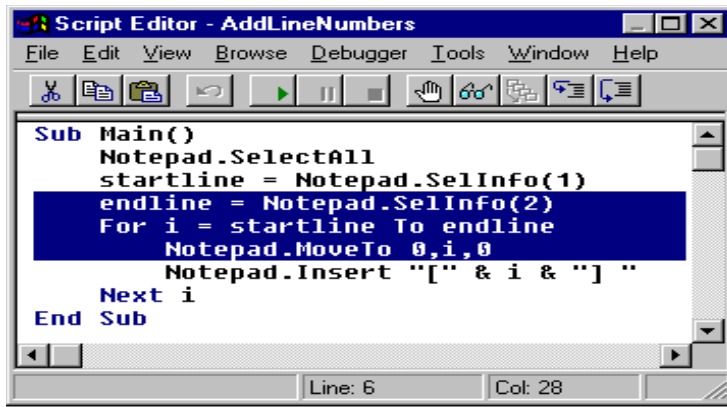 Script Editor - AddLineNumbers
File Edit View Browse Debugger Tools Window Help
Sub Main()
Notepad.SelectAll
startline = Notepad.SelInfo(1)
endline = Notepad.SelInfo(2)
For i = startline To endline
Notepad.MoveTo 0,i,0
Notepad.Insert "[" & i & "] "
Next i
End Sub
Line: 6 Col: 28